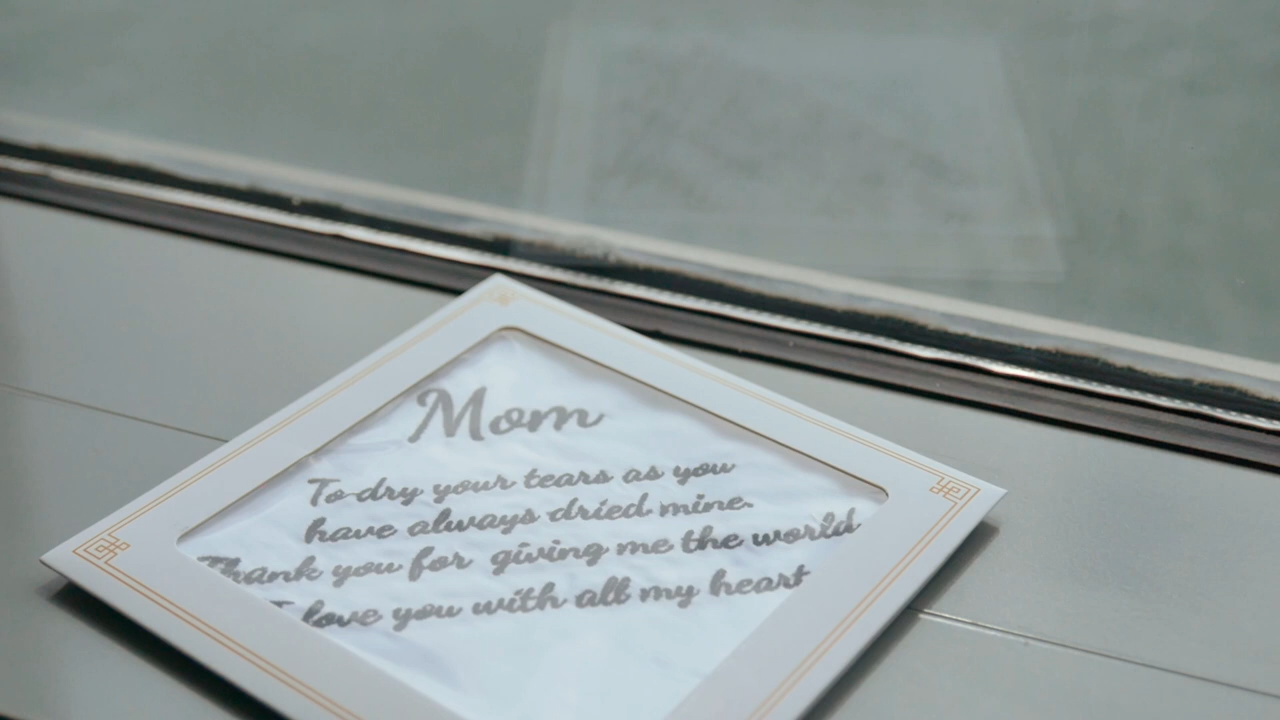 Mom
To dry your tears as you
have always dried mine.
Thank you for giving me the world
I love you with all my heart